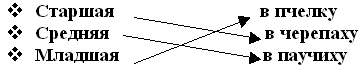 ❖ Старшая в пчелку
❖ Средняя в черепаху
❖ Младшая в паучиху